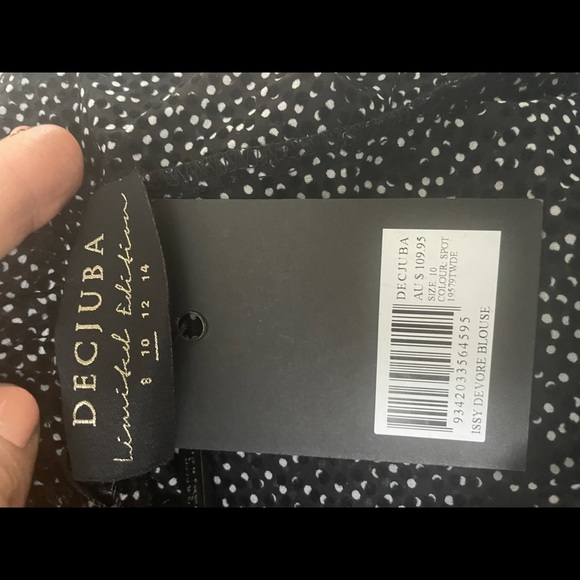 DECJUBA
Limited Edition
8 10 12 14
DECJUBA
AU $ 109.95
SIZE: 10
COLOUR: SPOT
19579TWDE
9342033564595
ISSY DEVORE BLOUSE